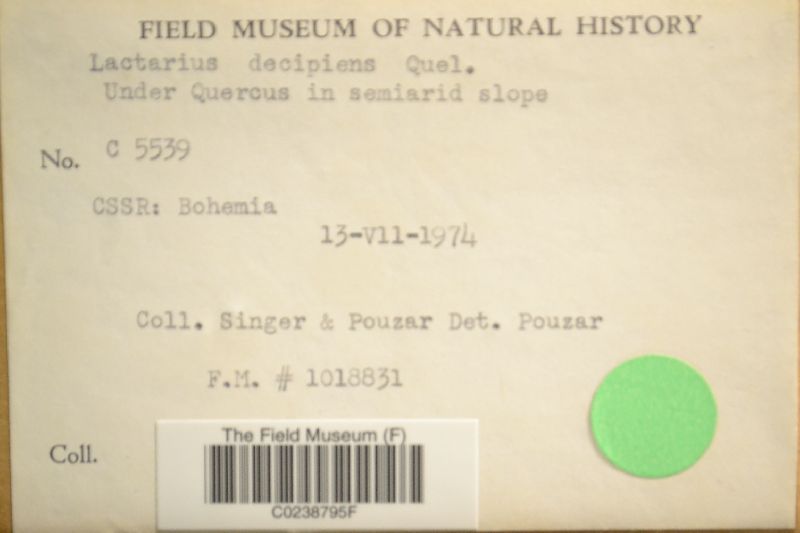 FIELD MUSEUM OF NATURAL HISTORY
Lactarius decipiens Quel.
Under Quercus in semiarid slope
No. C 5539
CSSR: Bohemia
13-V11-1974
Coll. Singer & Pouzar Det. Pouzar
F.M. # 1018831
Coll.
The Field Museum (F)
C0238795F